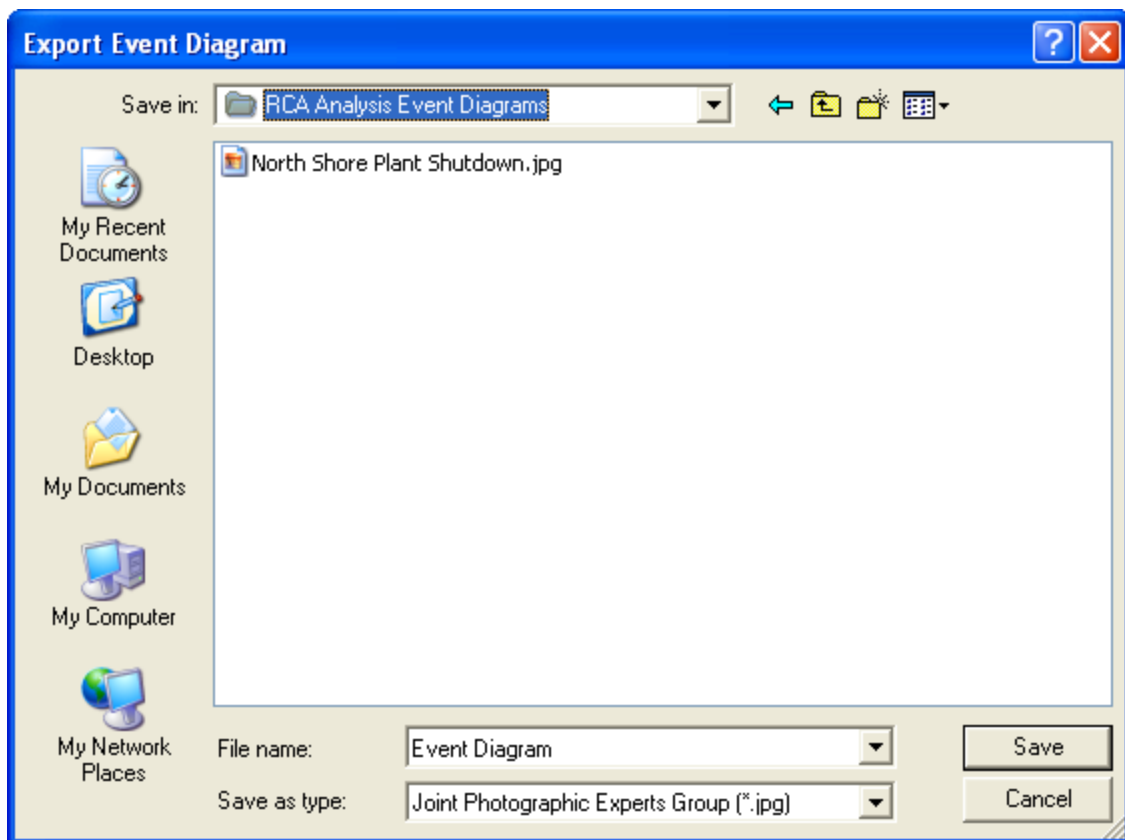 Export Event Diagram
Save in:
RCA Analysis Event Diagrams
North Shore Plant Shutdown.jpg
My Recent
Documents
Desktop
My Documents
My Computer
My Network
Places
File name:
Event Diagram
Save
Save as type:
Joint Photographic Experts Group (*.jpg)
Cancel